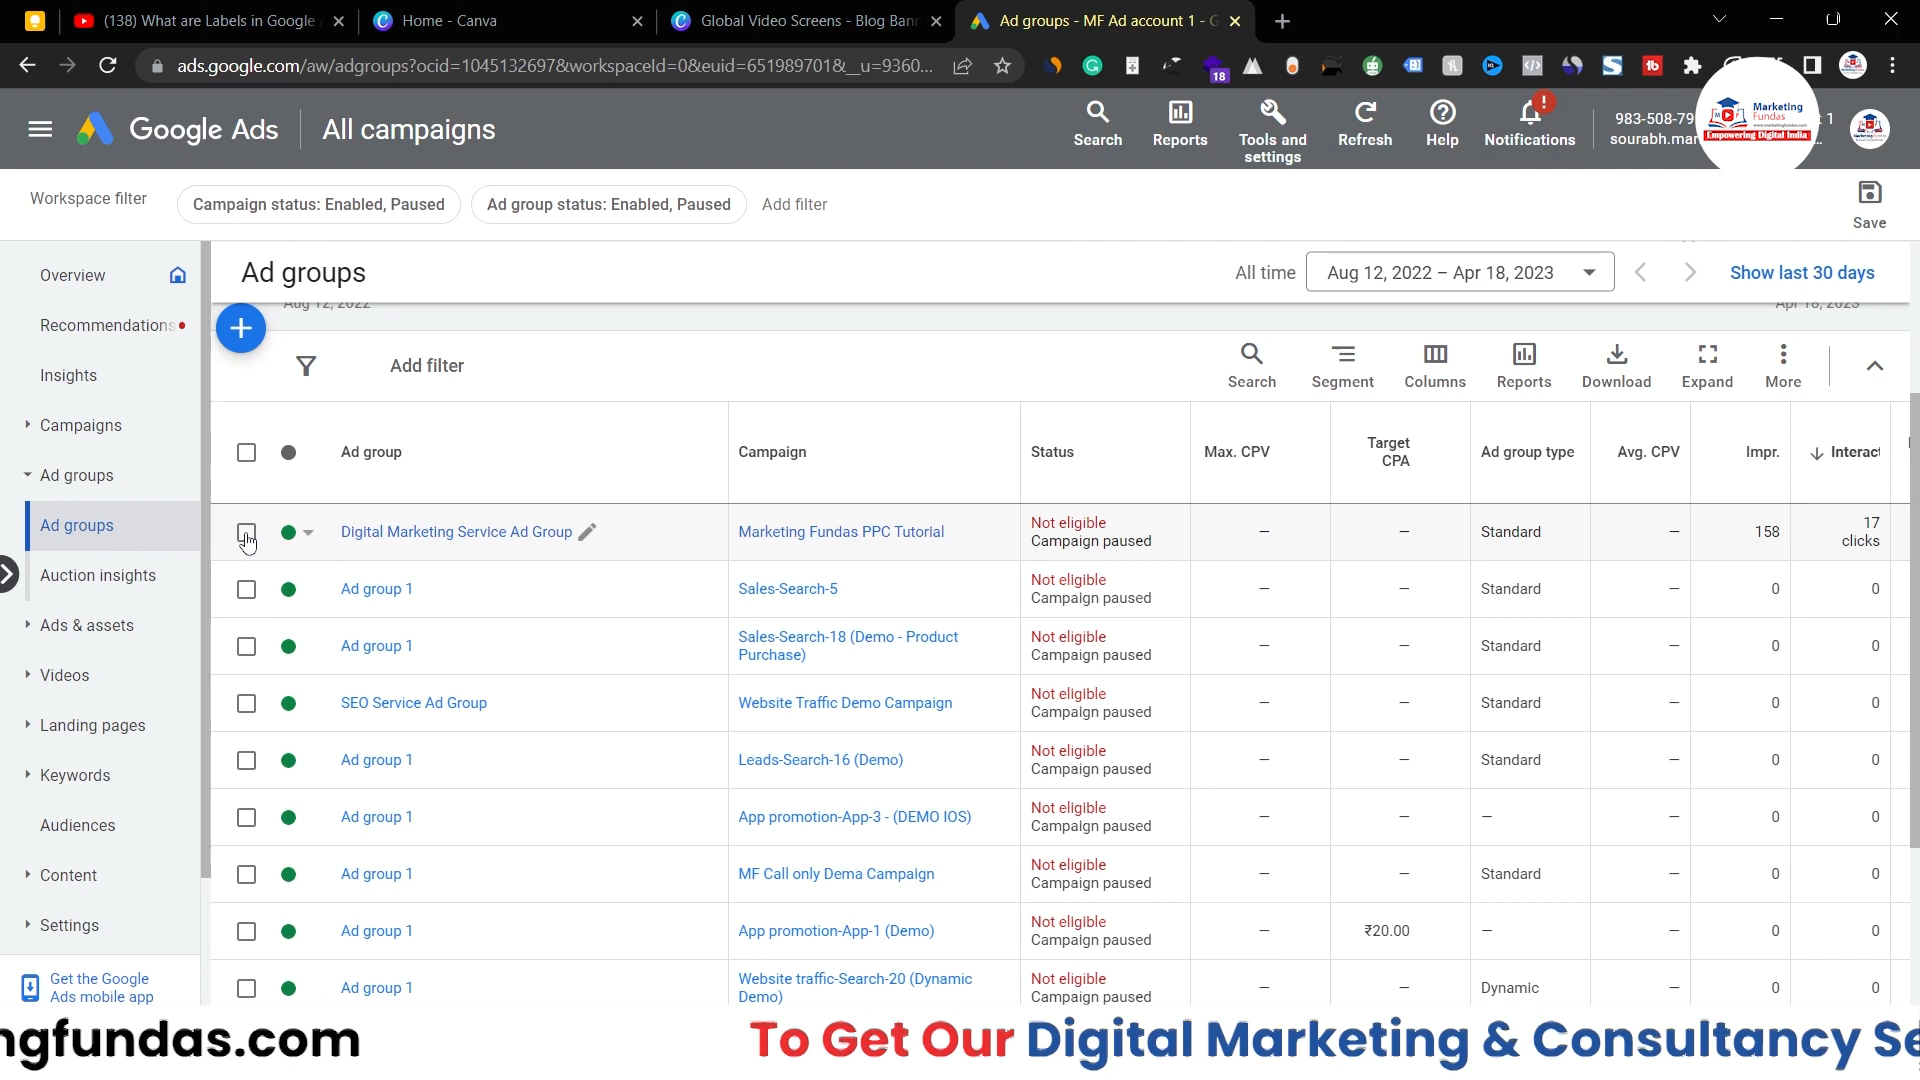 (138) What are Labels in Google
Home - Canva
Global Video Screens - Blog Bann
Ad groups - MF Ad account 1 - G
ads.google.com/aw/adgroups?ocid=1045132697&workspaceId=0&euid=651989701&__u=9360...
18
Google Ads
All campaigns
Search
Reports
Tools and
settings
Refresh
Help
Notifications
983-508-79
1
sourabh.mar
Marketing
Fundas
Empowering Digital India
Workspace filter
Campaign status: Enabled, Paused
Ad group status: Enabled, Paused
Add filter
Save
Overview
Recommendations
Insights
Campaigns
Ad groups
Ad groups
Auction insights
Ads & assets
Videos
Landing pages
Keywords
Audiences
Content
Settings
Get the Google
Ads mobile app
Ad groups
All time
Aug 12, 2022 – Apr 18, 2023
Show last 30 days
Aug 12, 2022
Apr 18, 2023
Add filter
Search
Segment
Columns
Reports
Download
Expand
More
Ad group Campaign Status Max. CPV Target CPA Ad group type Avg. CPV Impr. Interact
Digital Marketing Service Ad Group Marketing Fundas PPC Tutorial Not eligible Campaign paused — — Standard — 158 17 clicks
Ad group 1 Sales-Search-5 Not eligible Campaign paused — — Standard — 0 0
Ad group 1 Sales-Search-18 (Demo - Product Purchase) Not eligible Campaign paused — — Standard — 0 0
SEO Service Ad Group Website Traffic Demo Campaign Not eligible Campaign paused — — Standard — 0 0
Ad group 1 Leads-Search-16 (Demo) Not eligible Campaign paused — — Standard — 0 0
Ad group 1 App promotion-App-3 - (DEMO IOS) Not eligible Campaign paused — — — — 0 0
Ad group 1 MF Call only Dema Campaign Not eligible Campaign paused — — Standard — 0 0
Ad group 1 App promotion-App-1 (Demo) Not eligible Campaign paused — ₹20.00 — — 0 0
Ad group 1 Website traffic-Search-20 (Dynamic Demo) Not eligible Campaign paused — — Dynamic — 0 0
ngfundas.com
To Get Our Digital Marketing & Consultancy Se